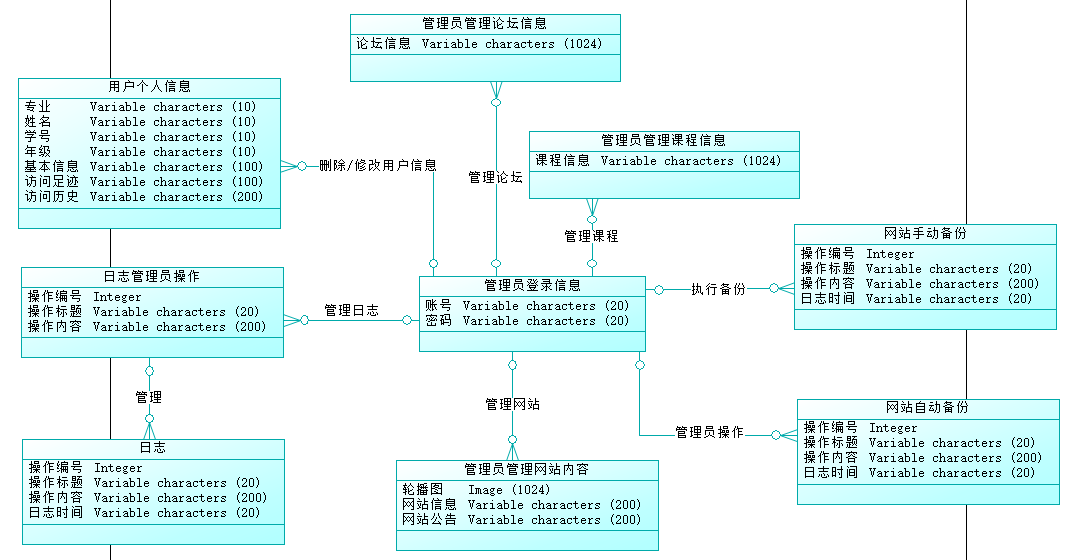 管理员管理论坛信息
论坛信息 Variable characters (1024)
用户个人信息
专业 Variable characters (10)
姓名 Variable characters (10)
学号 Variable characters (10)
年级 Variable characters (10)
基本信息 Variable characters (100)
访问足迹 Variable characters (100)
访问历史 Variable characters (200)
删除/修改用户信息
管理论坛
管理员管理课程信息
课程信息 Variable characters (1024)
管理课程
网站手动备份
操作编号 Integer
操作标题 Variable characters (20)
操作内容 Variable characters (200)
日志时间 Variable characters (20)
日志管理员操作
操作编号 Integer
操作标题 Variable characters (20)
操作内容 Variable characters (200)
管理日志
管理员登录信息
账号 Variable characters (20)
密码 Variable characters (20)
执行备份
管理
管理网站
管理员操作
网站自动备份
操作编号 Integer
操作标题 Variable characters (20)
操作内容 Variable characters (200)
日志时间 Variable characters (20)
日志
操作编号 Integer
操作标题 Variable characters (20)
操作内容 Variable characters (200)
日志时间 Variable characters (20)
管理员管理网站内容
轮播图 Image (1024)
网站信息 Variable characters (200)
网站公告 Variable characters (200)